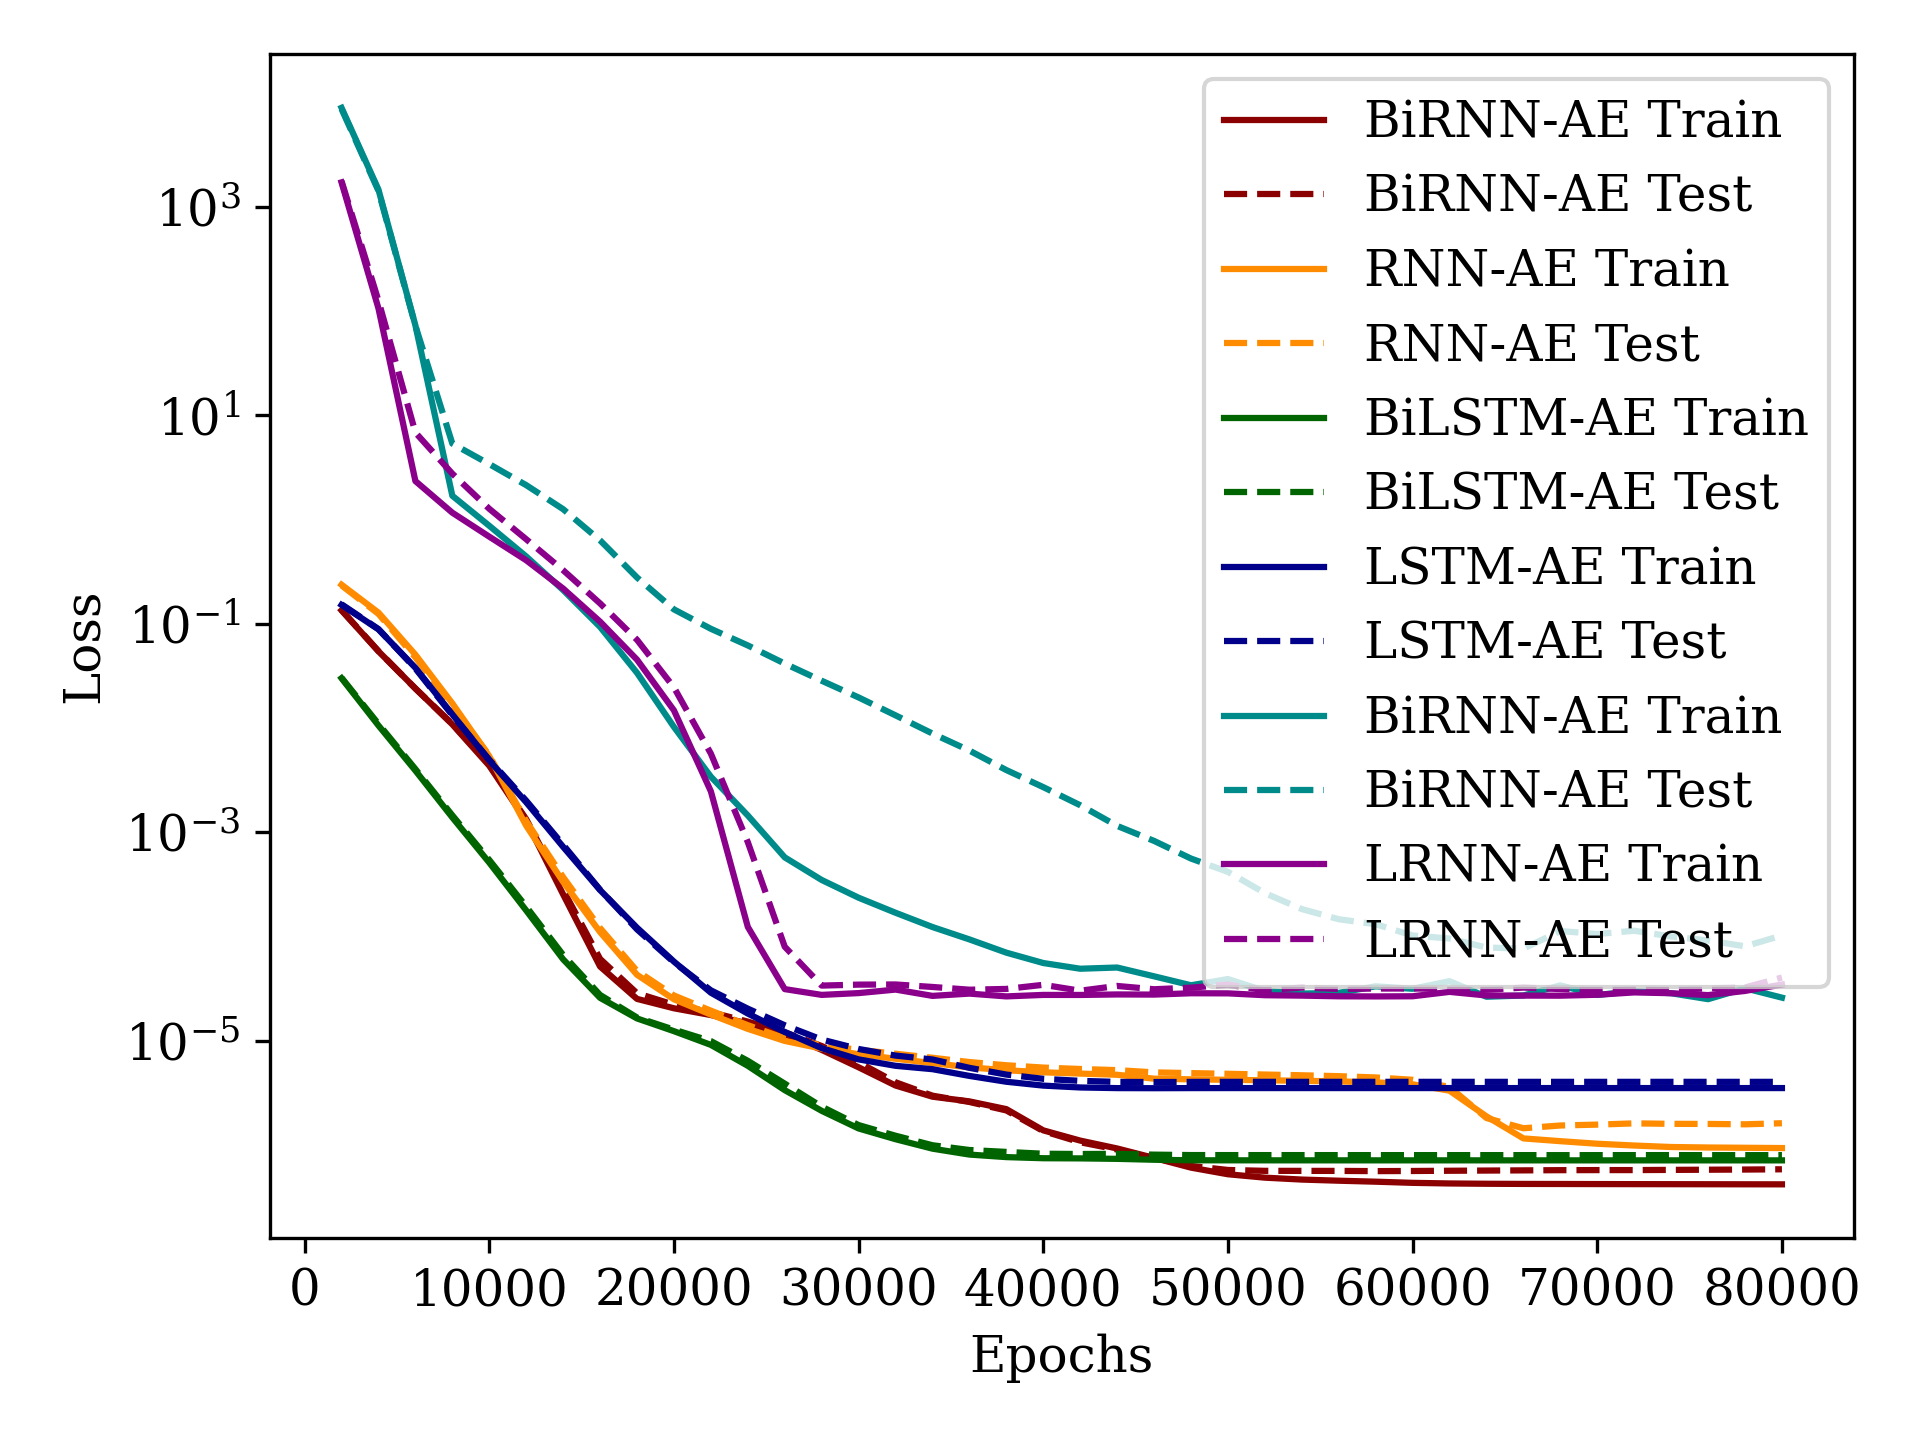 BiRNN-AE Train
BiRNN-AE Test
RNN-AE Train
RNN-AE Test
BiLSTM-AE Train
BiLSTM-AE Test
LSTM-AE Train
LSTM-AE Test
BiRNN-AE Train
BiRNN-AE Test
LRNN-AE Train
LRNN-AE Test
10³
10¹
10⁻¹
10⁻³
10⁻⁵
Loss
0 10000 20000 30000 40000 50000 60000 70000 80000
Epochs